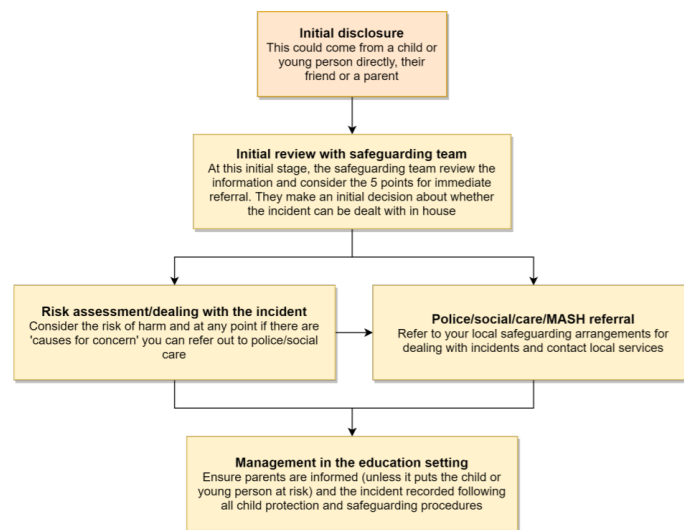 Initial disclosure
This could come from a child or
young person directly, their
friend or a parent
Initial review with safeguarding team
At this initial stage, the safeguarding team review the
information and consider the 5 points for immediate
referral. They make an initial decision about whether
the incident can be dealt with in house
Risk assessment/dealing with the incident
Consider the risk of harm and at any point if there are
'causes for concern' you can refer out to police/social
care
Police/social/care/MASH referral
Refer to your local safeguarding arrangements for
dealing with incidents and contact local services
Management in the education setting
Ensure parents are informed (unless it puts the child or
young person at risk) and the incident recorded following
all child protection and safeguarding procedures